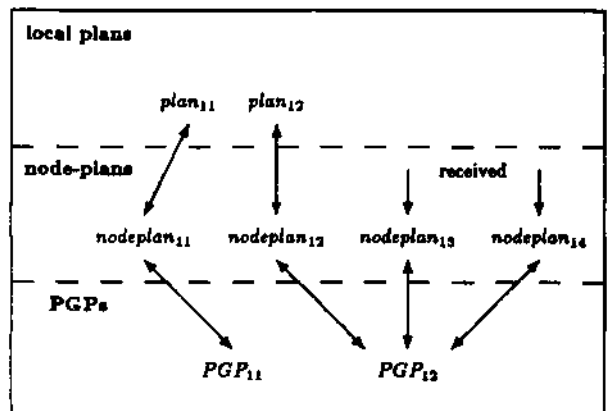 local plans
plan₁₁ plan₁₂
node-plans received
nodeplan₁₁ nodeplan₁₂ nodeplan₁₃ nodeplan₁₄
PGPs
PGP₁₁ PGP₁₂